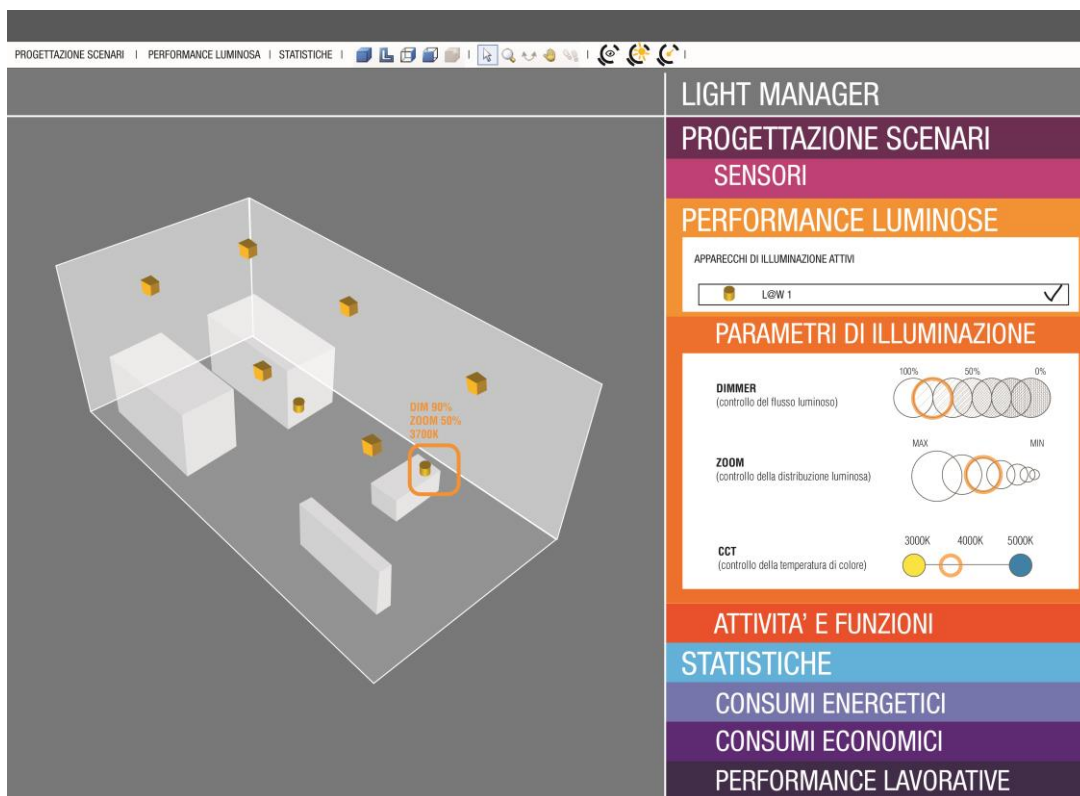 PROGETTAZIONE SCENARI I PERFORMANCE LUMINOSA I STATISTICHE I
LIGHT MANAGER
PROGETTAZIONE SCENARI
SENSORI
PERFORMANCE LUMINOSE
APPARECCHI DI ILLUMINAZIONE ATTIVI
L@W 1
PARAMETRI DI ILLUMINAZIONE
100% 50% 0%
DIMMER
(controllo del flusso luminoso)
MAX MIN
ZOOM
(controllo della distribuzione luminosa)
3000K 4000K 5000K
CCT
(controllo della temperatura di colore)
ATTIVITA' E FUNZIONI
STATISTICHE
CONSUMI ENERGETICI
CONSUMI ECONOMICI
PERFORMANCE LAVORATIVE
DIM 90%
ZOOM 50%
3700K